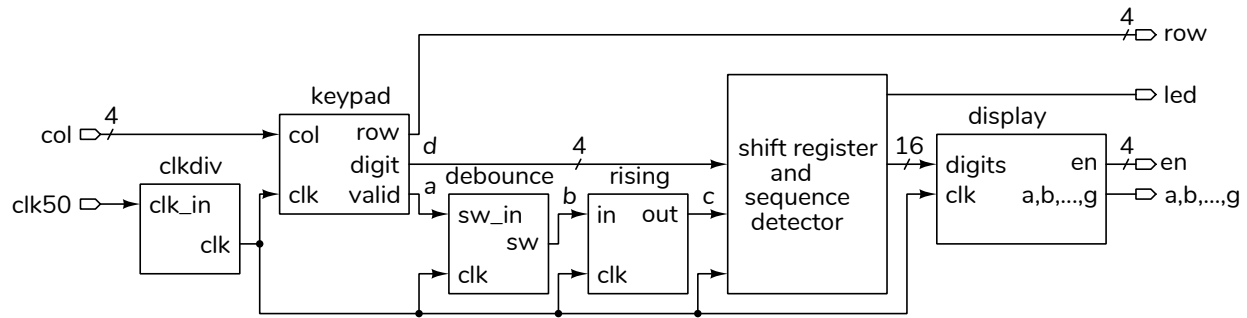 4
row
keypad
led
col
4
col
row
display
clkdiv
digit
d
4
shift register
and
sequence
detector
16
digits
en
4
en
clk50
clk_in
clk
valid
a
debounce
b
rising
c
clk
a,b,...,g
a,b,...,g
clk
sw_in
sw
clk
in
out
clk